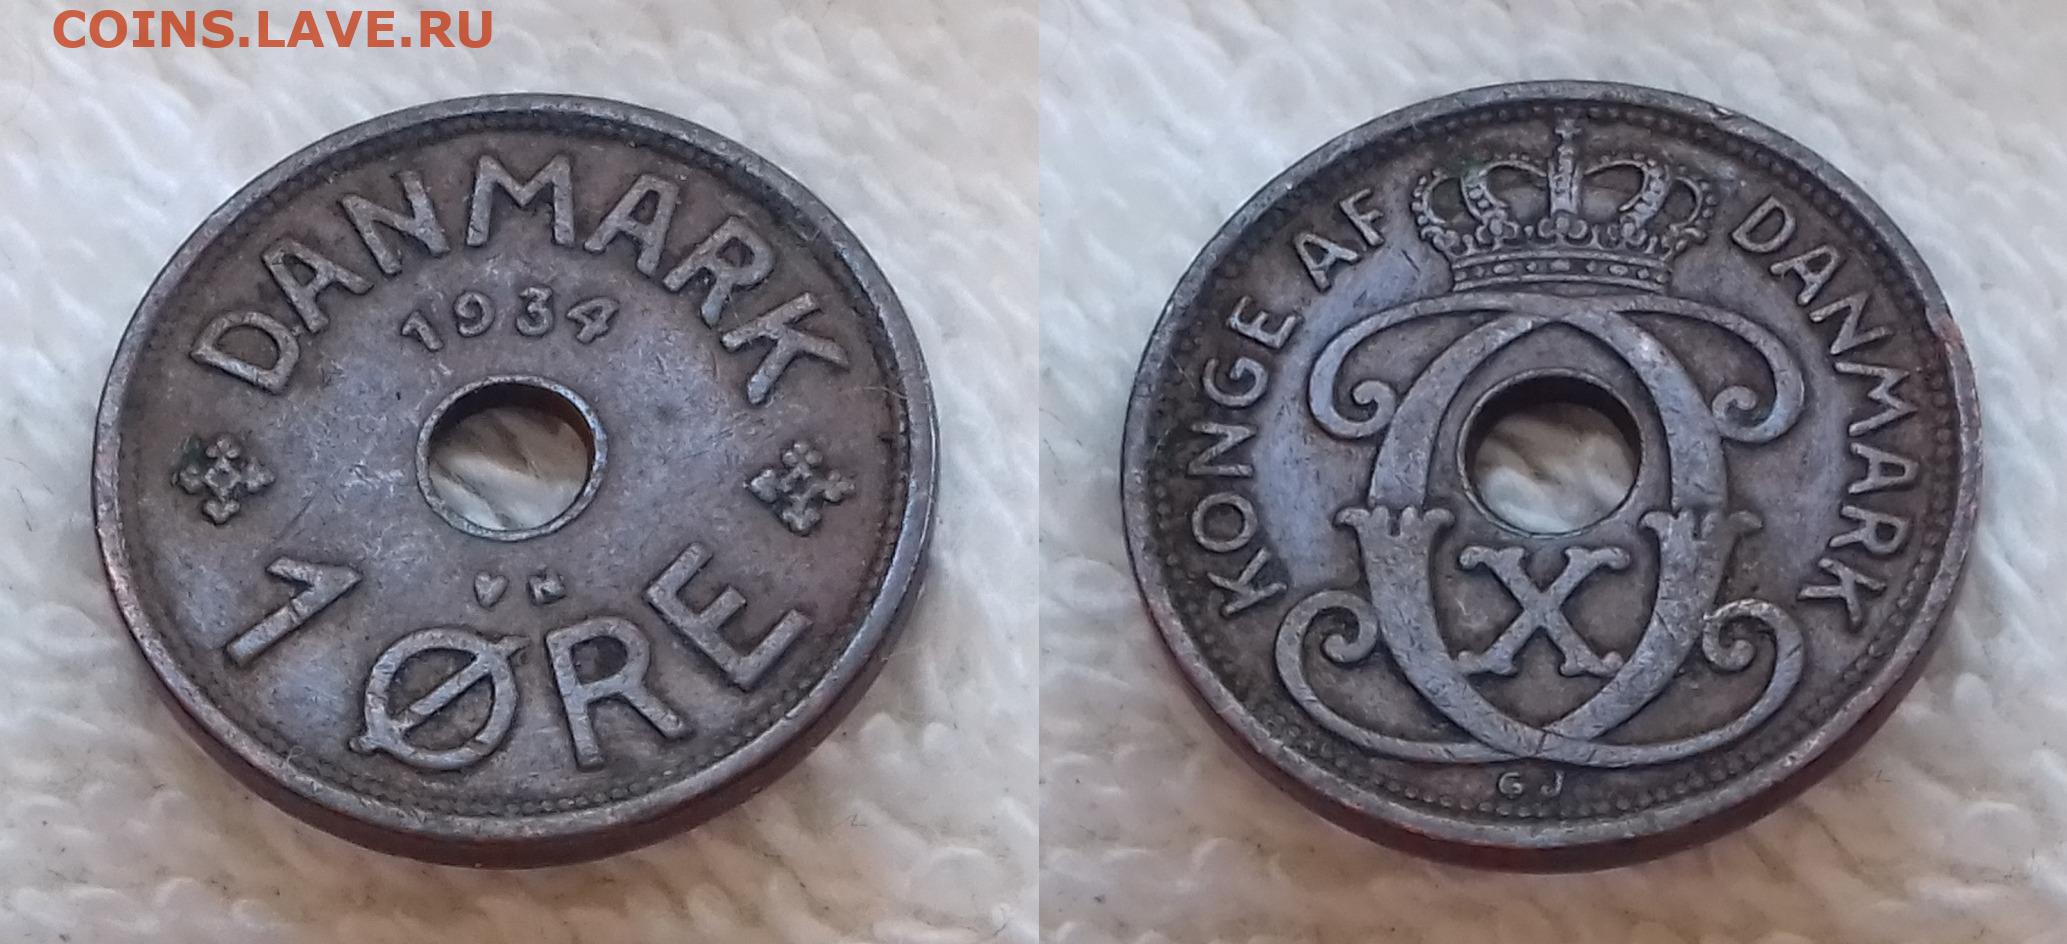 COINS.LAVE.RU
DANMARK
1934
♥ N
1 ØRE
KONGE AF DANMARK
X
GJ